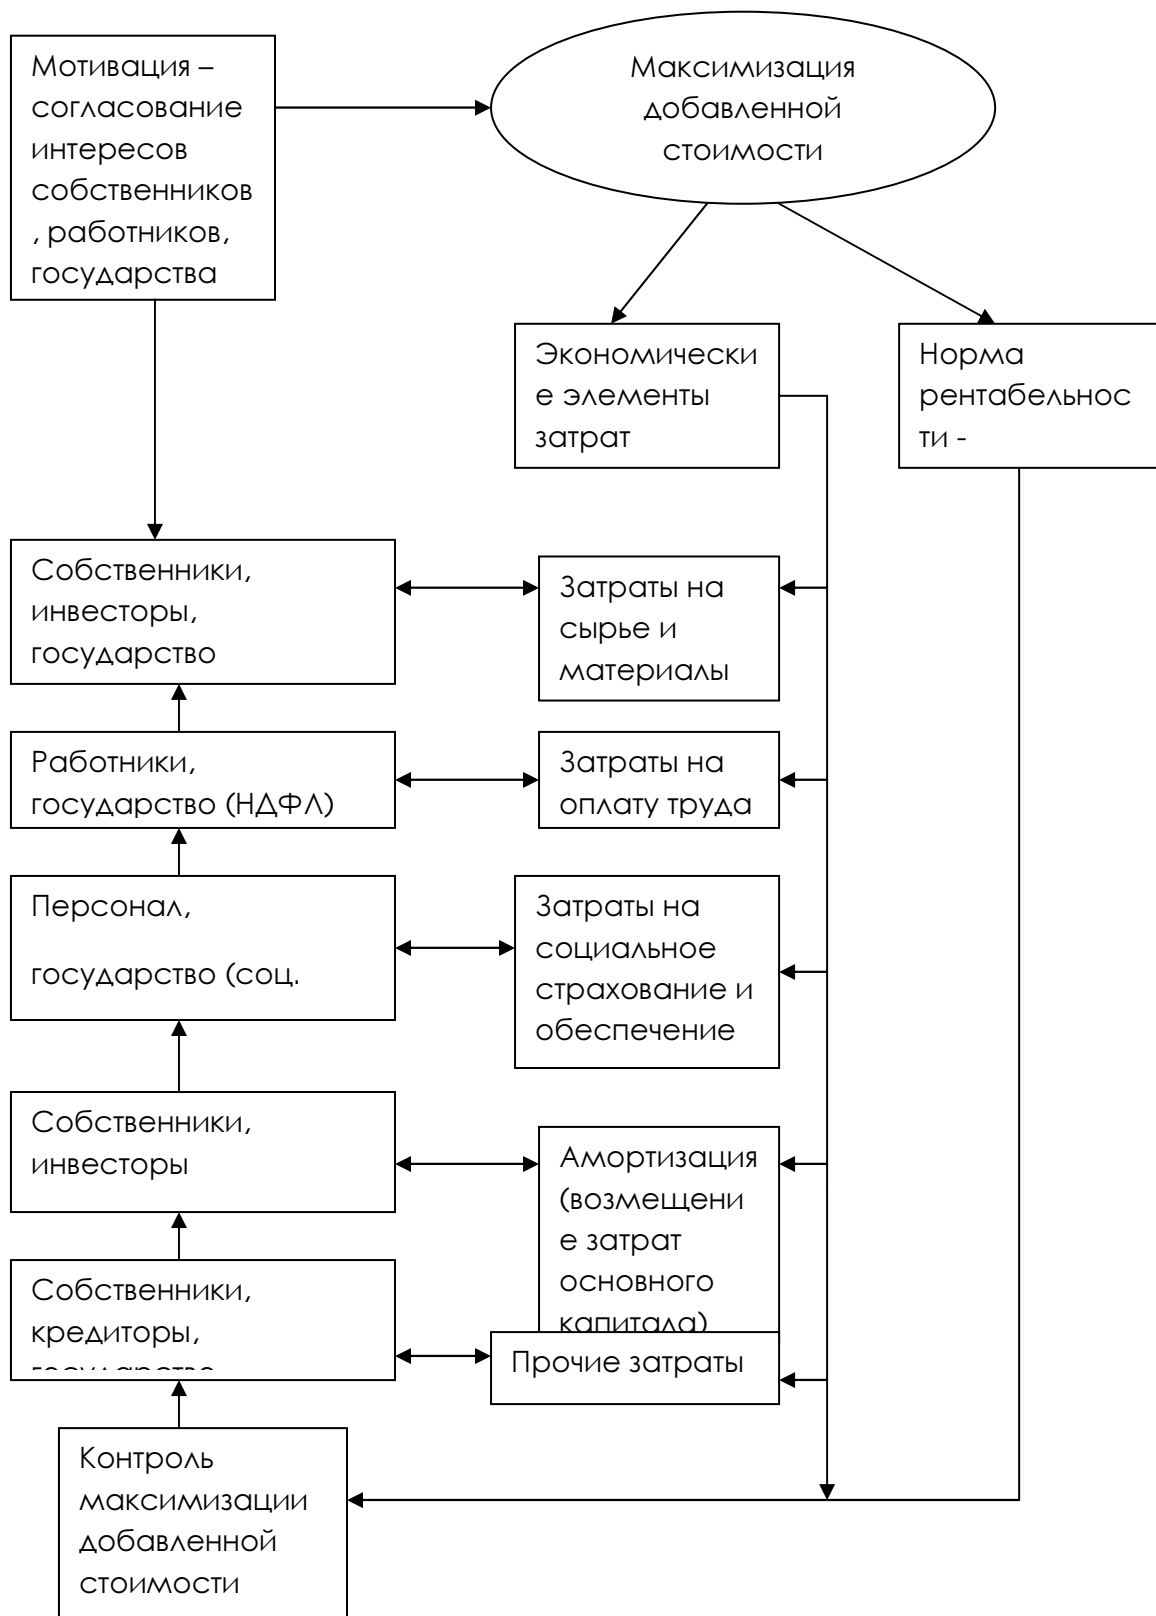 Мотивация –
согласование
интересов
собственников
, работников,
государства
Максимизация
добавленной
стоимости
Экономически
е элементы
затрат
Норма
рентабельнос
ти -
Собственники,
инвесторы,
государство
Затраты на
сырье и
материалы
Работники,
государство (НДФЛ)
Затраты на
оплату труда
Персонал,
государство (соц.
Затраты на
социальное
страхование и
обеспечение
Собственники,
инвесторы
Амортизация
(возмещени
е затрат
основного
капитала)
Собственники,
кредиторы,
государство
Прочие затраты
Контроль
максимизации
добавленной
стоимости